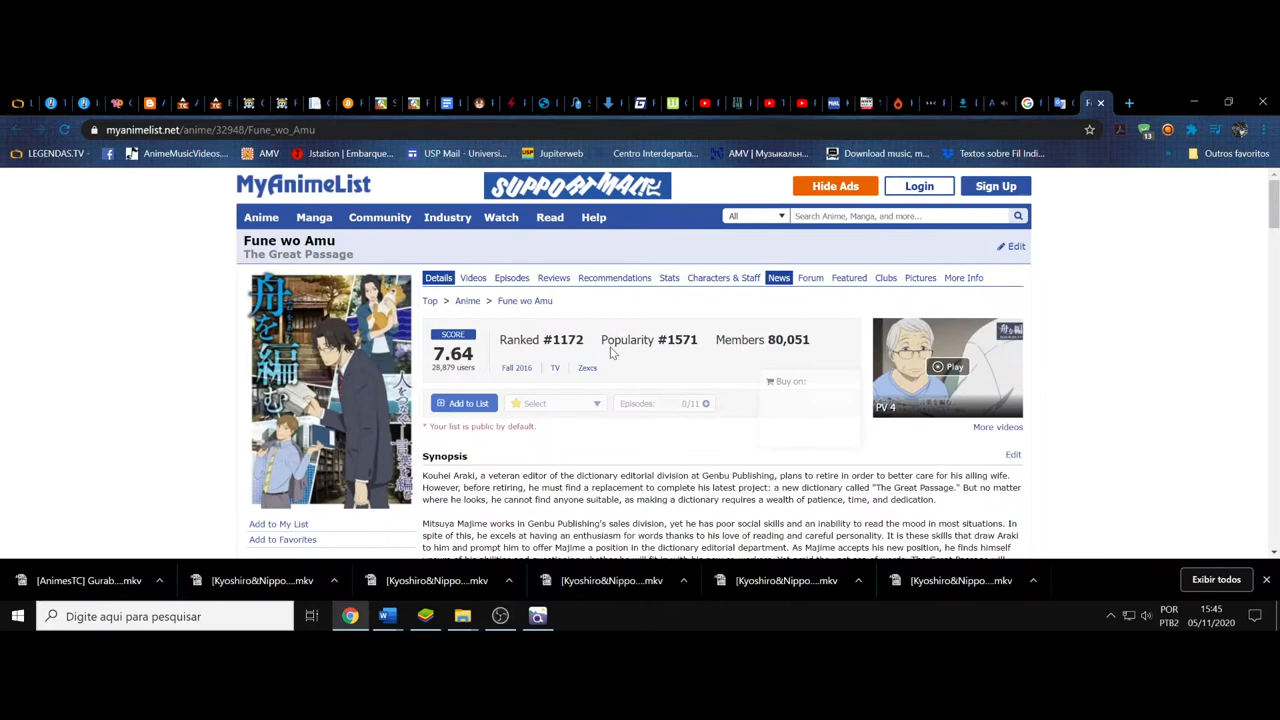 myanimelist.net/anime/32948/Fune_wo_Amu
LEGENDAS.TV AnimeMusicVideos... AMV Jstation | Embarque... USP Mail - Universi... Jupiterweb Centro Interdeparta... AMV | Музыкальн... Download music, m... Textos sobre Fil Indi... Outros favoritos
MyAnimeList
Hide Ads Login Sign Up
Anime Manga Community Industry Watch Read Help All Search Anime, Manga, and more...
Fune wo Amu
The Great Passage
Edit
舟を編む
人をつなぐ言葉を編む
Details Videos Episodes Reviews Recommendations Stats Characters & Staff News Forum Featured Clubs Pictures More Info
Top > Anime > Fune wo Amu
SCORE
7.64
28,879 users
Ranked #1172 Popularity #1571 Members 80,051
Fall 2016 TV Zexcs
Buy on:
Play
PV 4
Add to List Select Episodes: 0/11
* Your list is public by default.
More videos
Synopsis
Edit
Kouhei Araki, a veteran editor of the dictionary editorial division at Genbu Publishing, plans to retire in order to better care for his ailing wife.
However, before retiring, he must find a replacement to complete his latest project: a new dictionary called "The Great Passage." But no matter
where he looks, he cannot find anyone suitable, as making a dictionary requires a wealth of patience, time, and dedication.
Mitsuya Majime works in Genbu Publishing's sales division, yet he has poor social skills and an inability to read the mood in most situations. In
spite of this, he excels at having an enthusiasm for words thanks to his love of reading and careful personality. It is these skills that draw Araki
to him and prompt him to offer Majime a position in the dictionary editorial department. As Majime accepts his new position, he finds himself
Add to My List
Add to Favorites
[AnimesTC] Gurab....mkv [Kyoshiro&Nippo....mkv [Kyoshiro&Nippo....mkv [Kyoshiro&Nippo....mkv [Kyoshiro&Nippo....mkv [Kyoshiro&Nippo....mkv Exibir todos
Digite aqui para pesquisar
POR
PTB2
15:45
05/11/2020